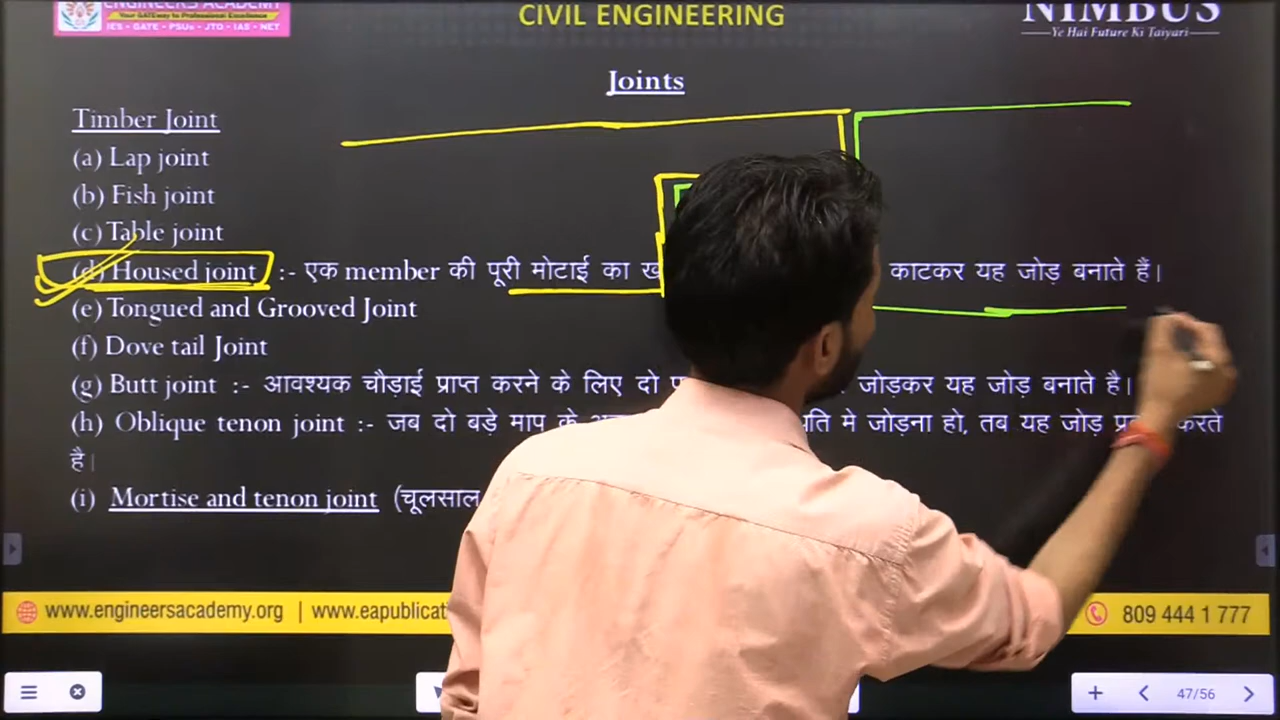 ENGINEERS ACADEMY
Your GATEway to Professional Excellence
IES • GATE • PSUs • JTO • IAS • NET
CIVIL ENGINEERING
NIMBUS
Ye Hai Future Ki Taiyari
Joints
Timber Joint
(a) Lap joint
(b) Fish joint
(c) Table joint
(d) Housed joint :- एक member की पूरी मोटाई का काटकर यह जोड़ बनाते हैं।
(e) Tongued and Grooved Joint
(f) Dove tail Joint
(g) Butt joint :- आवश्यक चौड़ाई प्राप्त करने के लिए दो जोड़कर यह जोड़ बनाते है।
(h) Oblique tenon joint :- जब दो बड़े माप के मे जोड़ना हो, तब यह जोड़
है।
(i) Mortise and tenon joint (चूलसाल
www.engineersacademy.org | 809 444 1 777
47/56